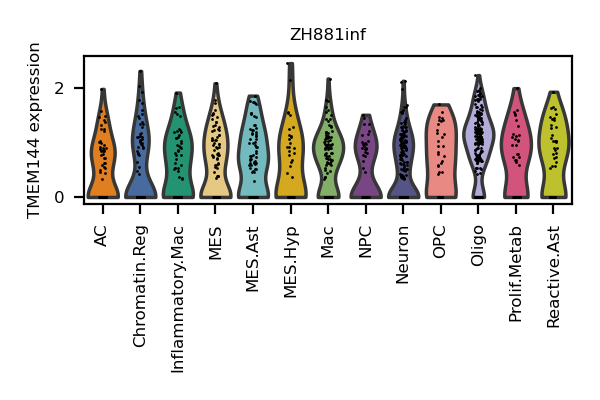 ZH881inf
TMEM144 expression
2
0
AC
Chromatin.Reg
Inflammatory.Mac
MES
MES.Ast
MES.Hyp
Mac
NPC
Neuron
OPC
Oligo
Prolif.Metab
Reactive.Ast